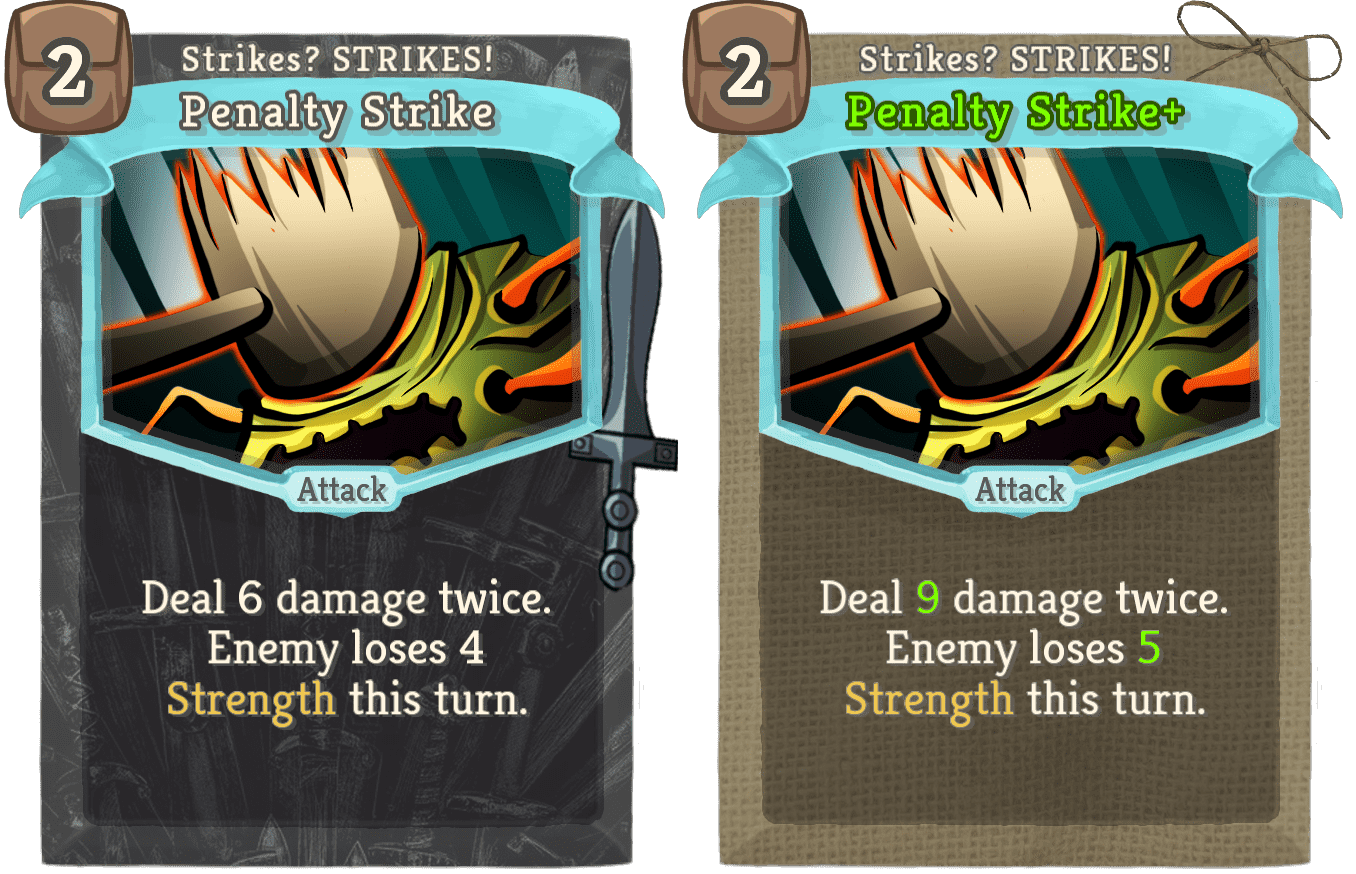 2
Strikes? STRIKES!
Penalty Strike
Attack
Deal 6 damage twice.
Enemy loses 4
Strength this turn.
2
Strikes? STRIKES!
Penalty Strike+
Attack
Deal 9 damage twice.
Enemy loses 5
Strength this turn.